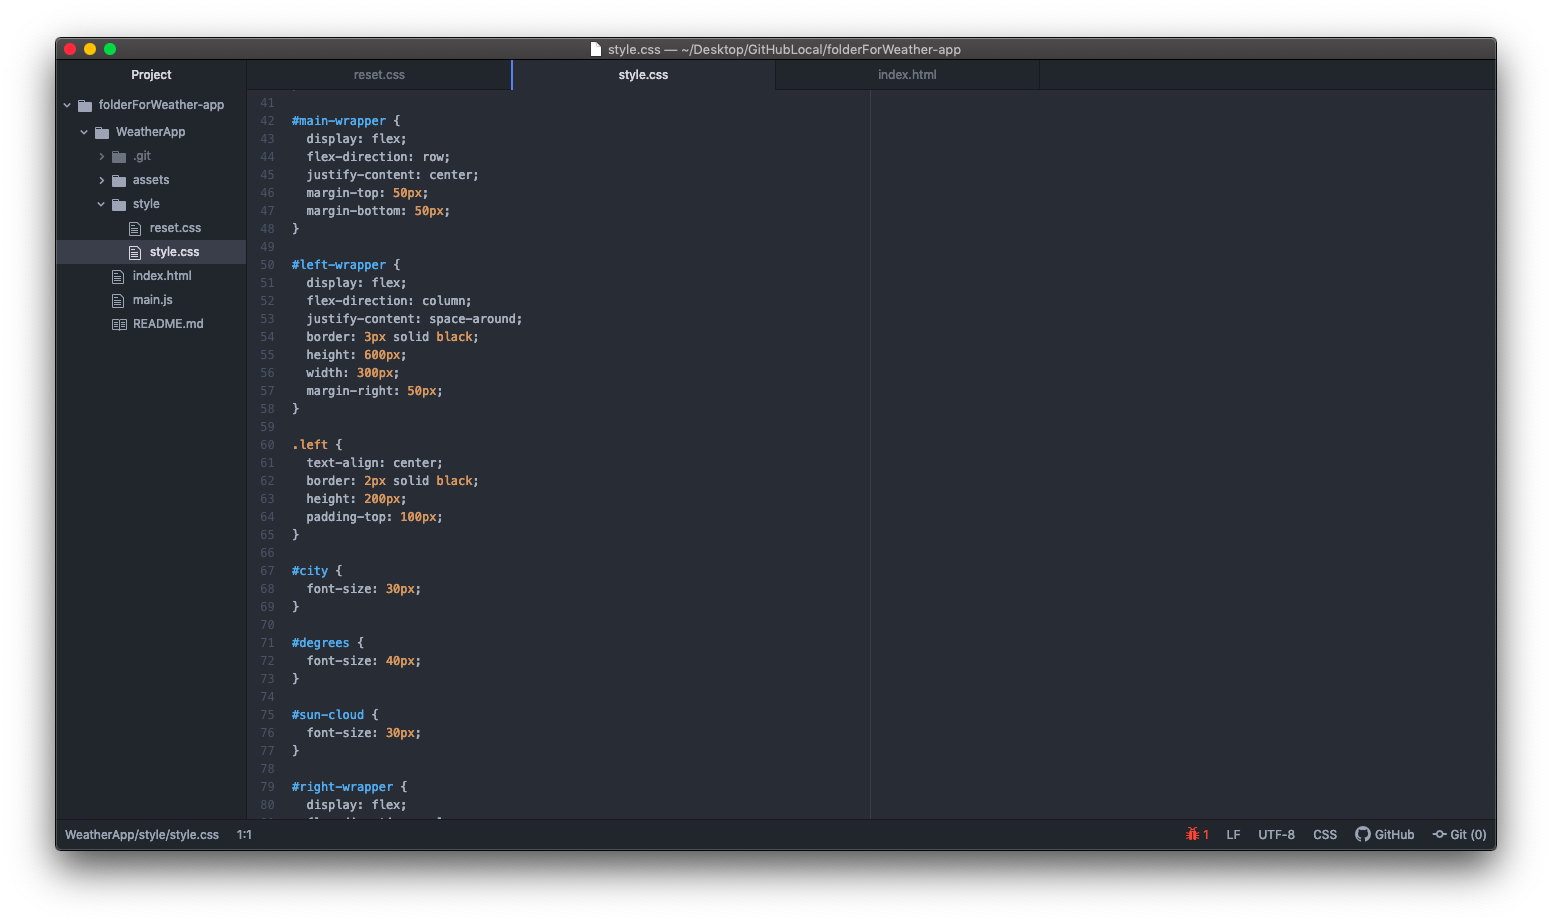 style.css — ~/Desktop/GitHubLocal/folderForWeather-app
Project
folderForWeather-app
WeatherApp
.git
assets
style
reset.css
style.css
index.html
main.js
README.md
reset.css
style.css
index.html
41
42 #main-wrapper {
43 display: flex;
44 flex-direction: row;
45 justify-content: center;
46 margin-top: 50px;
47 margin-bottom: 50px;
48 }
49
50 #left-wrapper {
51 display: flex;
52 flex-direction: column;
53 justify-content: space-around;
54 border: 3px solid black;
55 height: 600px;
56 width: 300px;
57 margin-right: 50px;
58 }
59
60 .left {
61 text-align: center;
62 border: 2px solid black;
63 height: 200px;
64 padding-top: 100px;
65 }
66
67 #city {
68 font-size: 30px;
69 }
70
71 #degrees {
72 font-size: 40px;
73 }
74
75 #sun-cloud {
76 font-size: 30px;
77 }
78
79 #right-wrapper {
80 display: flex;
WeatherApp/style/style.css 1:1
1 LF UTF-8 CSS GitHub Git (0)